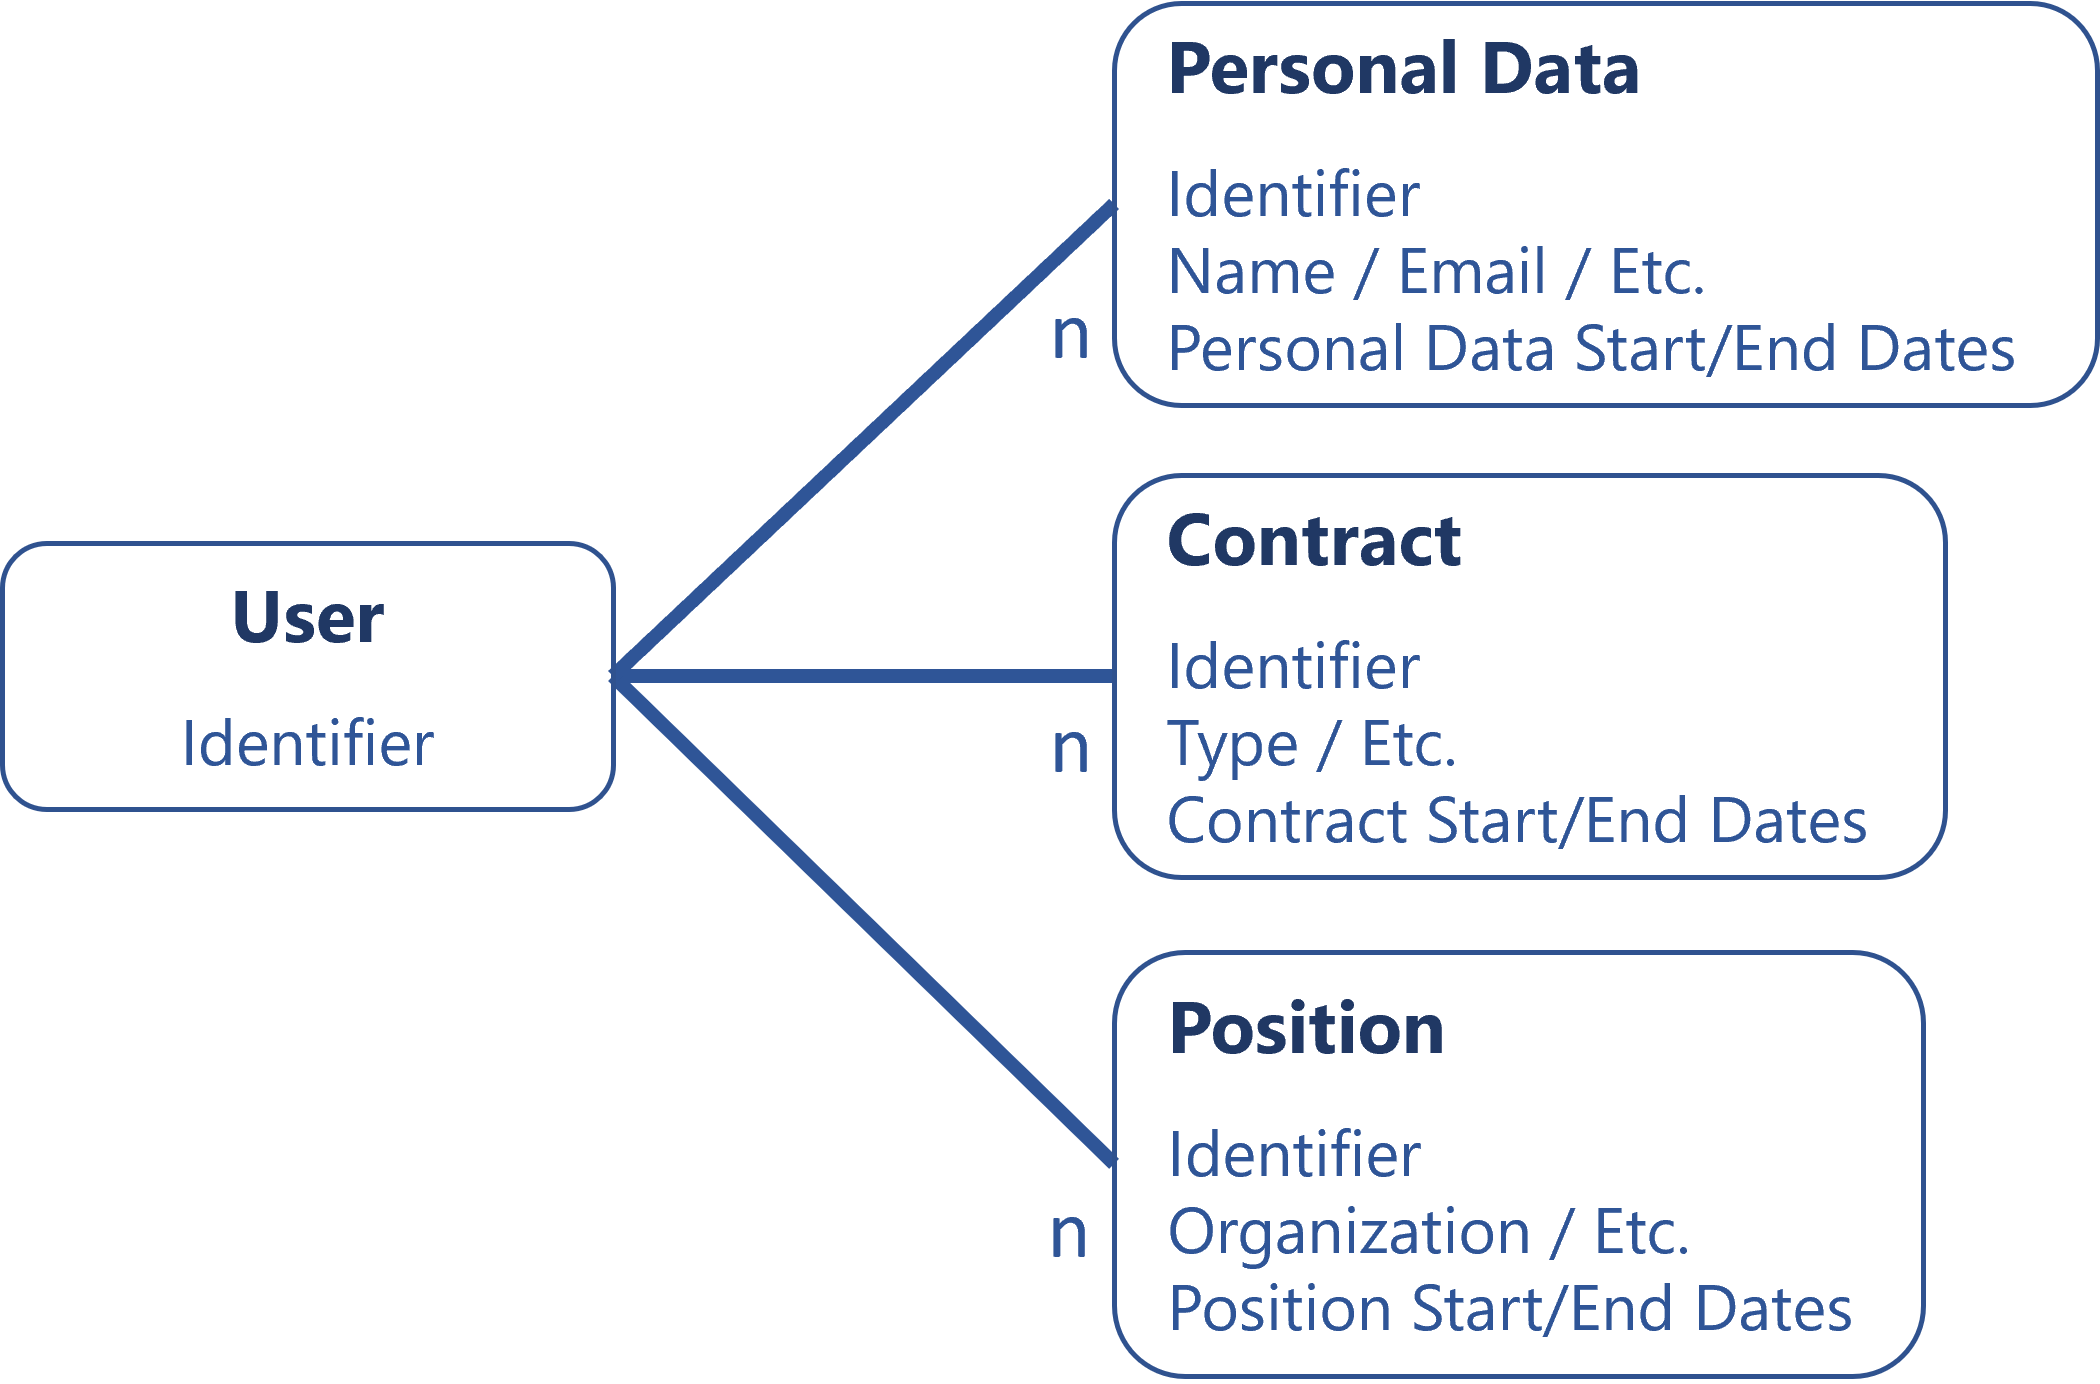 User
Identifier
Personal Data
Identifier
Name / Email / Etc.
Personal Data Start/End Dates
n
Contract
Identifier
Type / Etc.
Contract Start/End Dates
n
Position
Identifier
Organization / Etc.
Position Start/End Dates
n